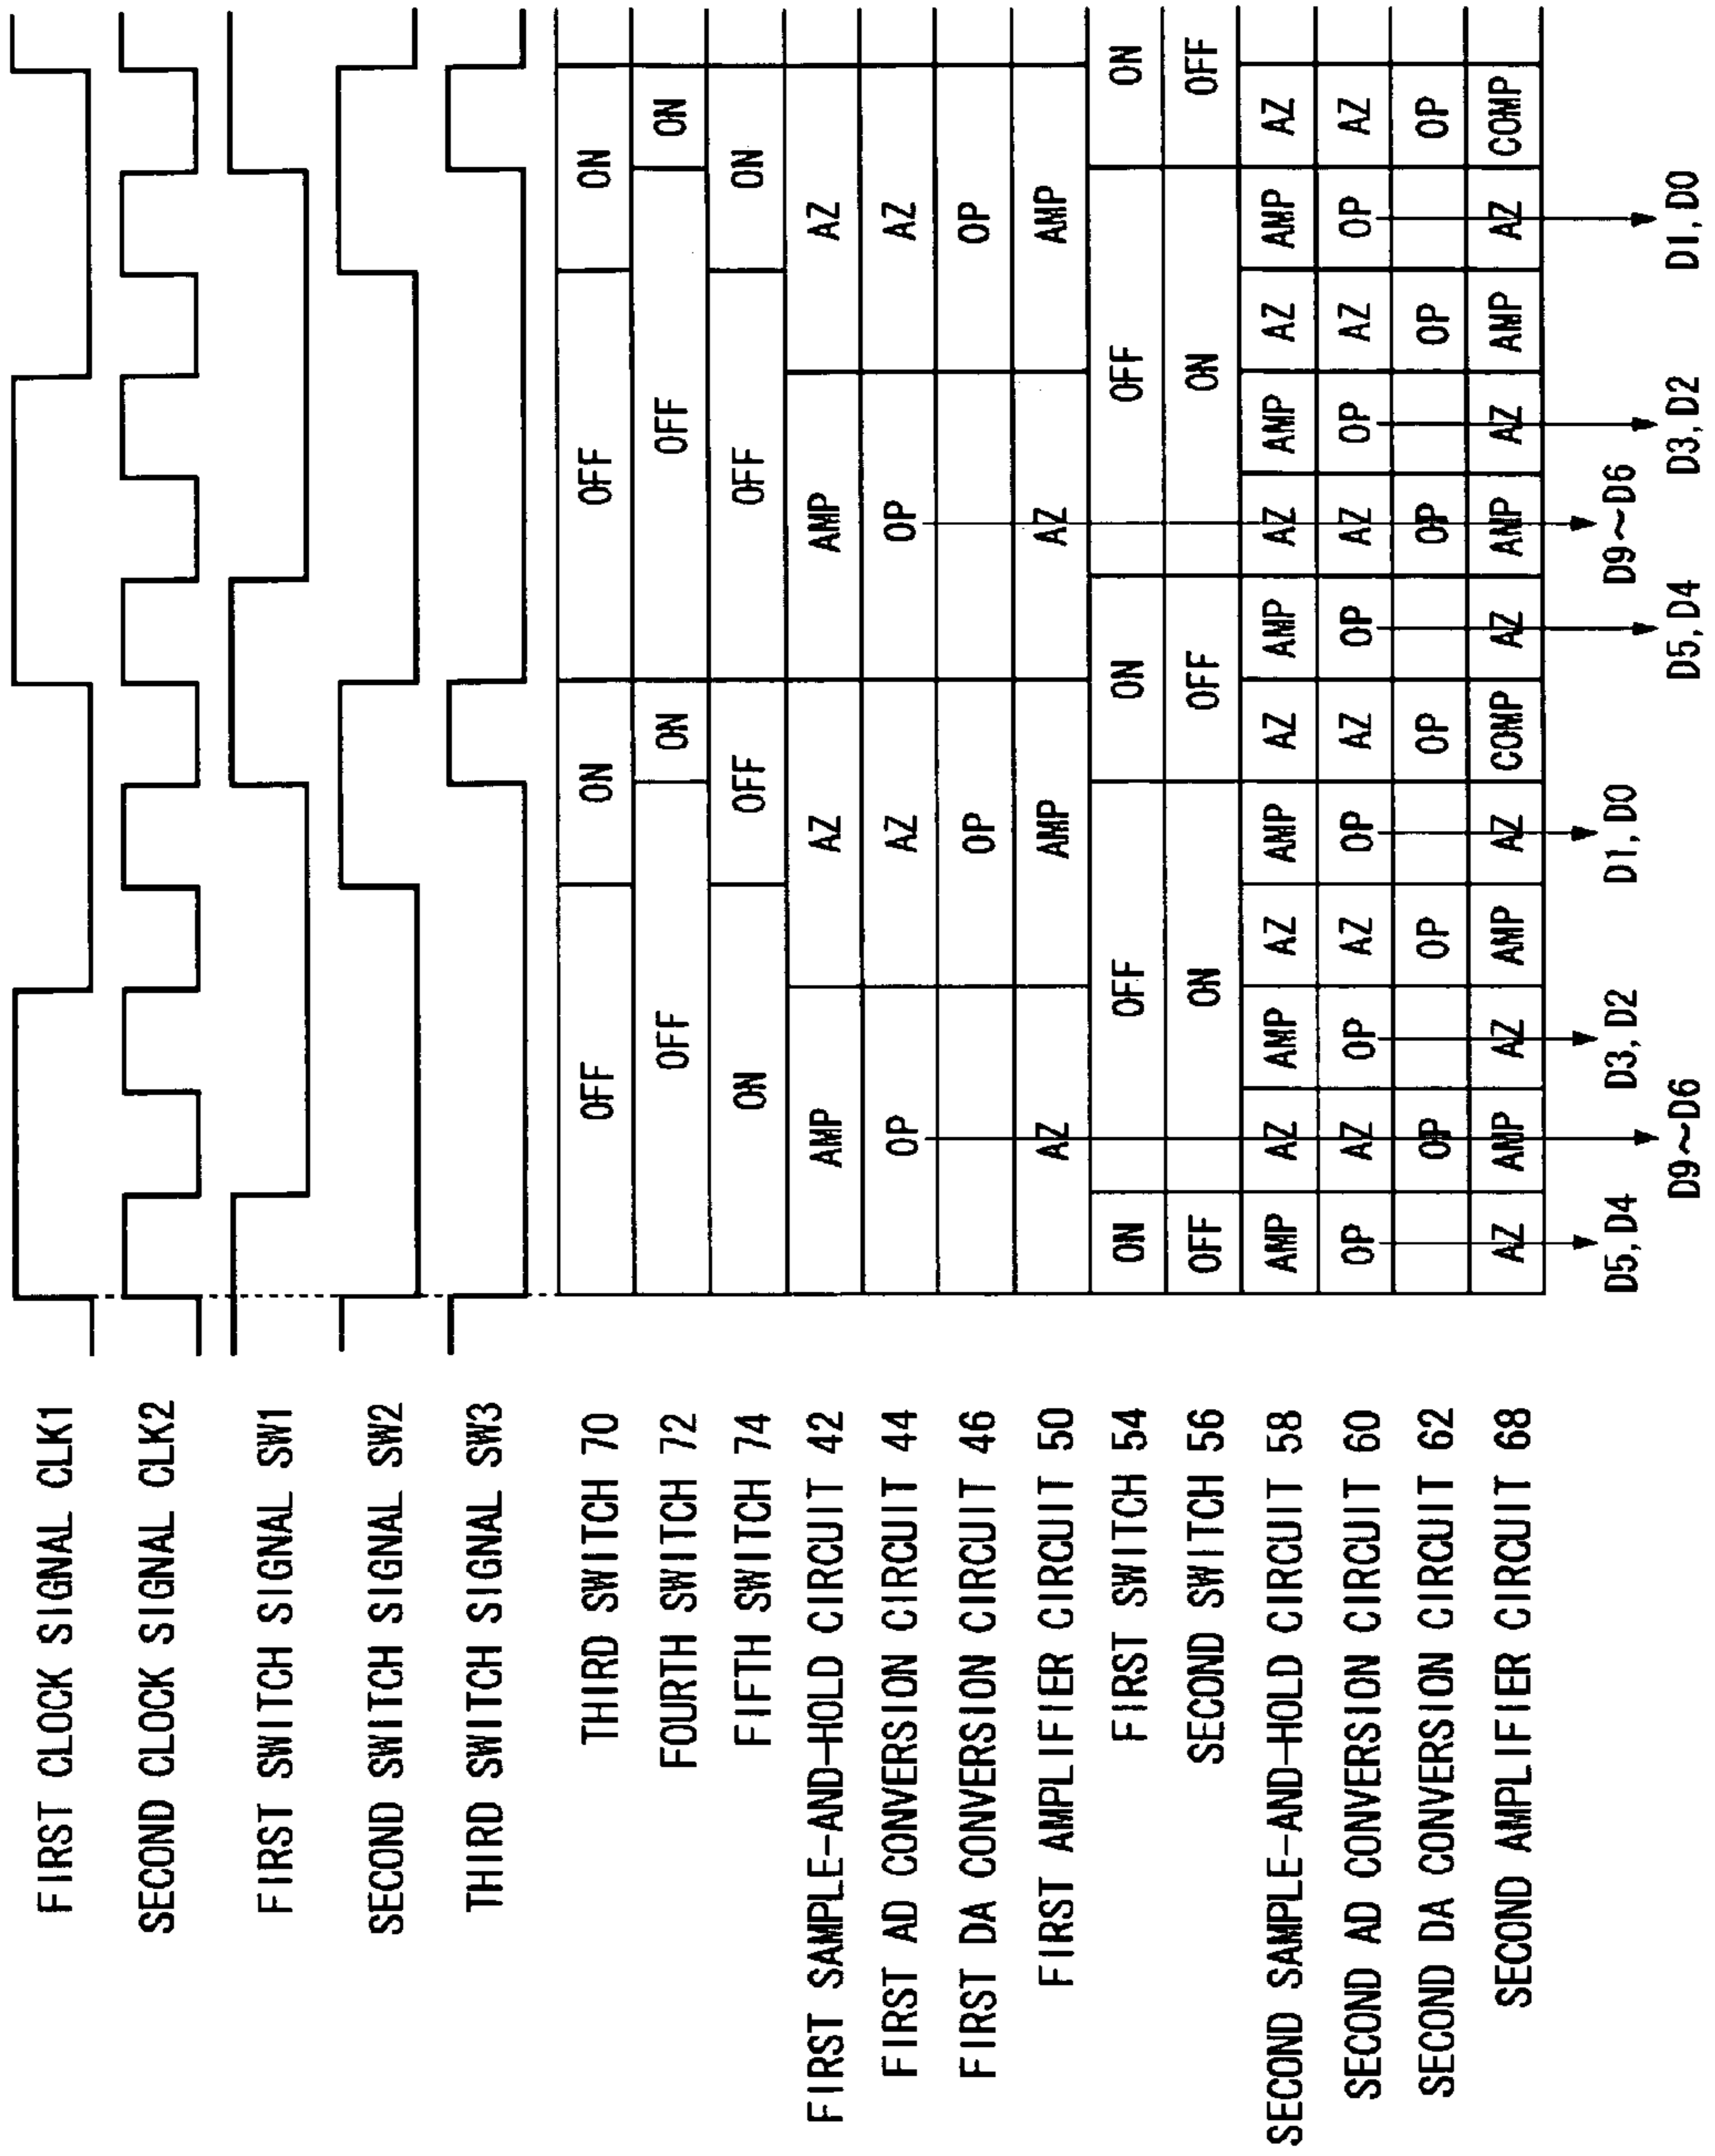 FIRST CLOCK SIGNAL CLK1
SECOND CLOCK SIGNAL CLK2
FIRST SWITCH SIGNAL SW1
SECOND SWITCH SIGNAL SW2
THIRD SWITCH SIGNAL SW3
THIRD SWITCH 70 OFF ON OFF ON
FOURTH SWITCH 72 OFF ON OFF ON
FIFTH SWITCH 74 ON OFF OFF ON
FIRST SAMPLE-AND-HOLD CIRCUIT 42 AMP AZ AMP AZ
FIRST AD CONVERSION CIRCUIT 44 OP AZ OP AZ
FIRST DA CONVERSION CIRCUIT 46 OP OP
FIRST AMPLIFIER CIRCUIT 50 AZ AMP AZ AMP
FIRST SWITCH 54 ON OFF ON OFF ON
SECOND SWITCH 56 OFF ON OFF ON OFF
SECOND SAMPLE-AND-HOLD CIRCUIT 58 AMP AZ AMP AZ AMP AZ AMP AZ AMP AZ AMP AZ
SECOND AD CONVERSION CIRCUIT 60 OP AZ OP AZ OP AZ OP AZ OP AZ OP AZ
SECOND DA CONVERSION CIRCUIT 62 OP OP OP OP OP OP
SECOND AMPLIFIER CIRCUIT 68 AZ AMP AZ AMP AZ COMP AZ AMP AZ AMP AZ COMP
D5, D4 D3, D2 D1, D0 D9~D6
D9~D6 D5, D4 D3, D2 D1, D0